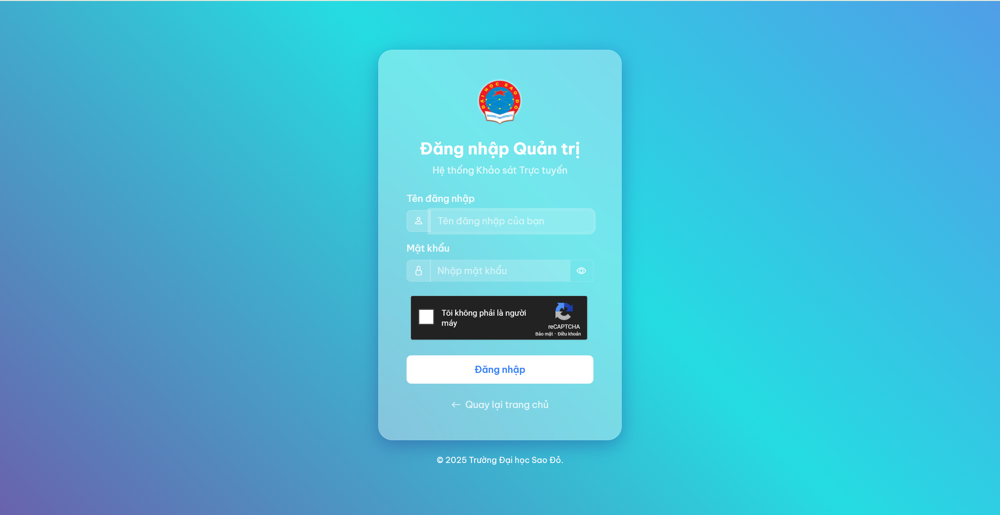 ĐẠI HỌC SAO ĐỎ
SAODO UNIVERSITY
Đăng nhập Quản trị
Hệ thống Khảo sát Trực tuyến
Tên đăng nhập
Tên đăng nhập của bạn
Mật khẩu
Nhập mật khẩu
Tôi không phải là người
máy
reCAPTCHA
Bảo mật - Điều khoản
Đăng nhập
Quay lại trang chủ
© 2025 Trường Đại học Sao Đỏ.